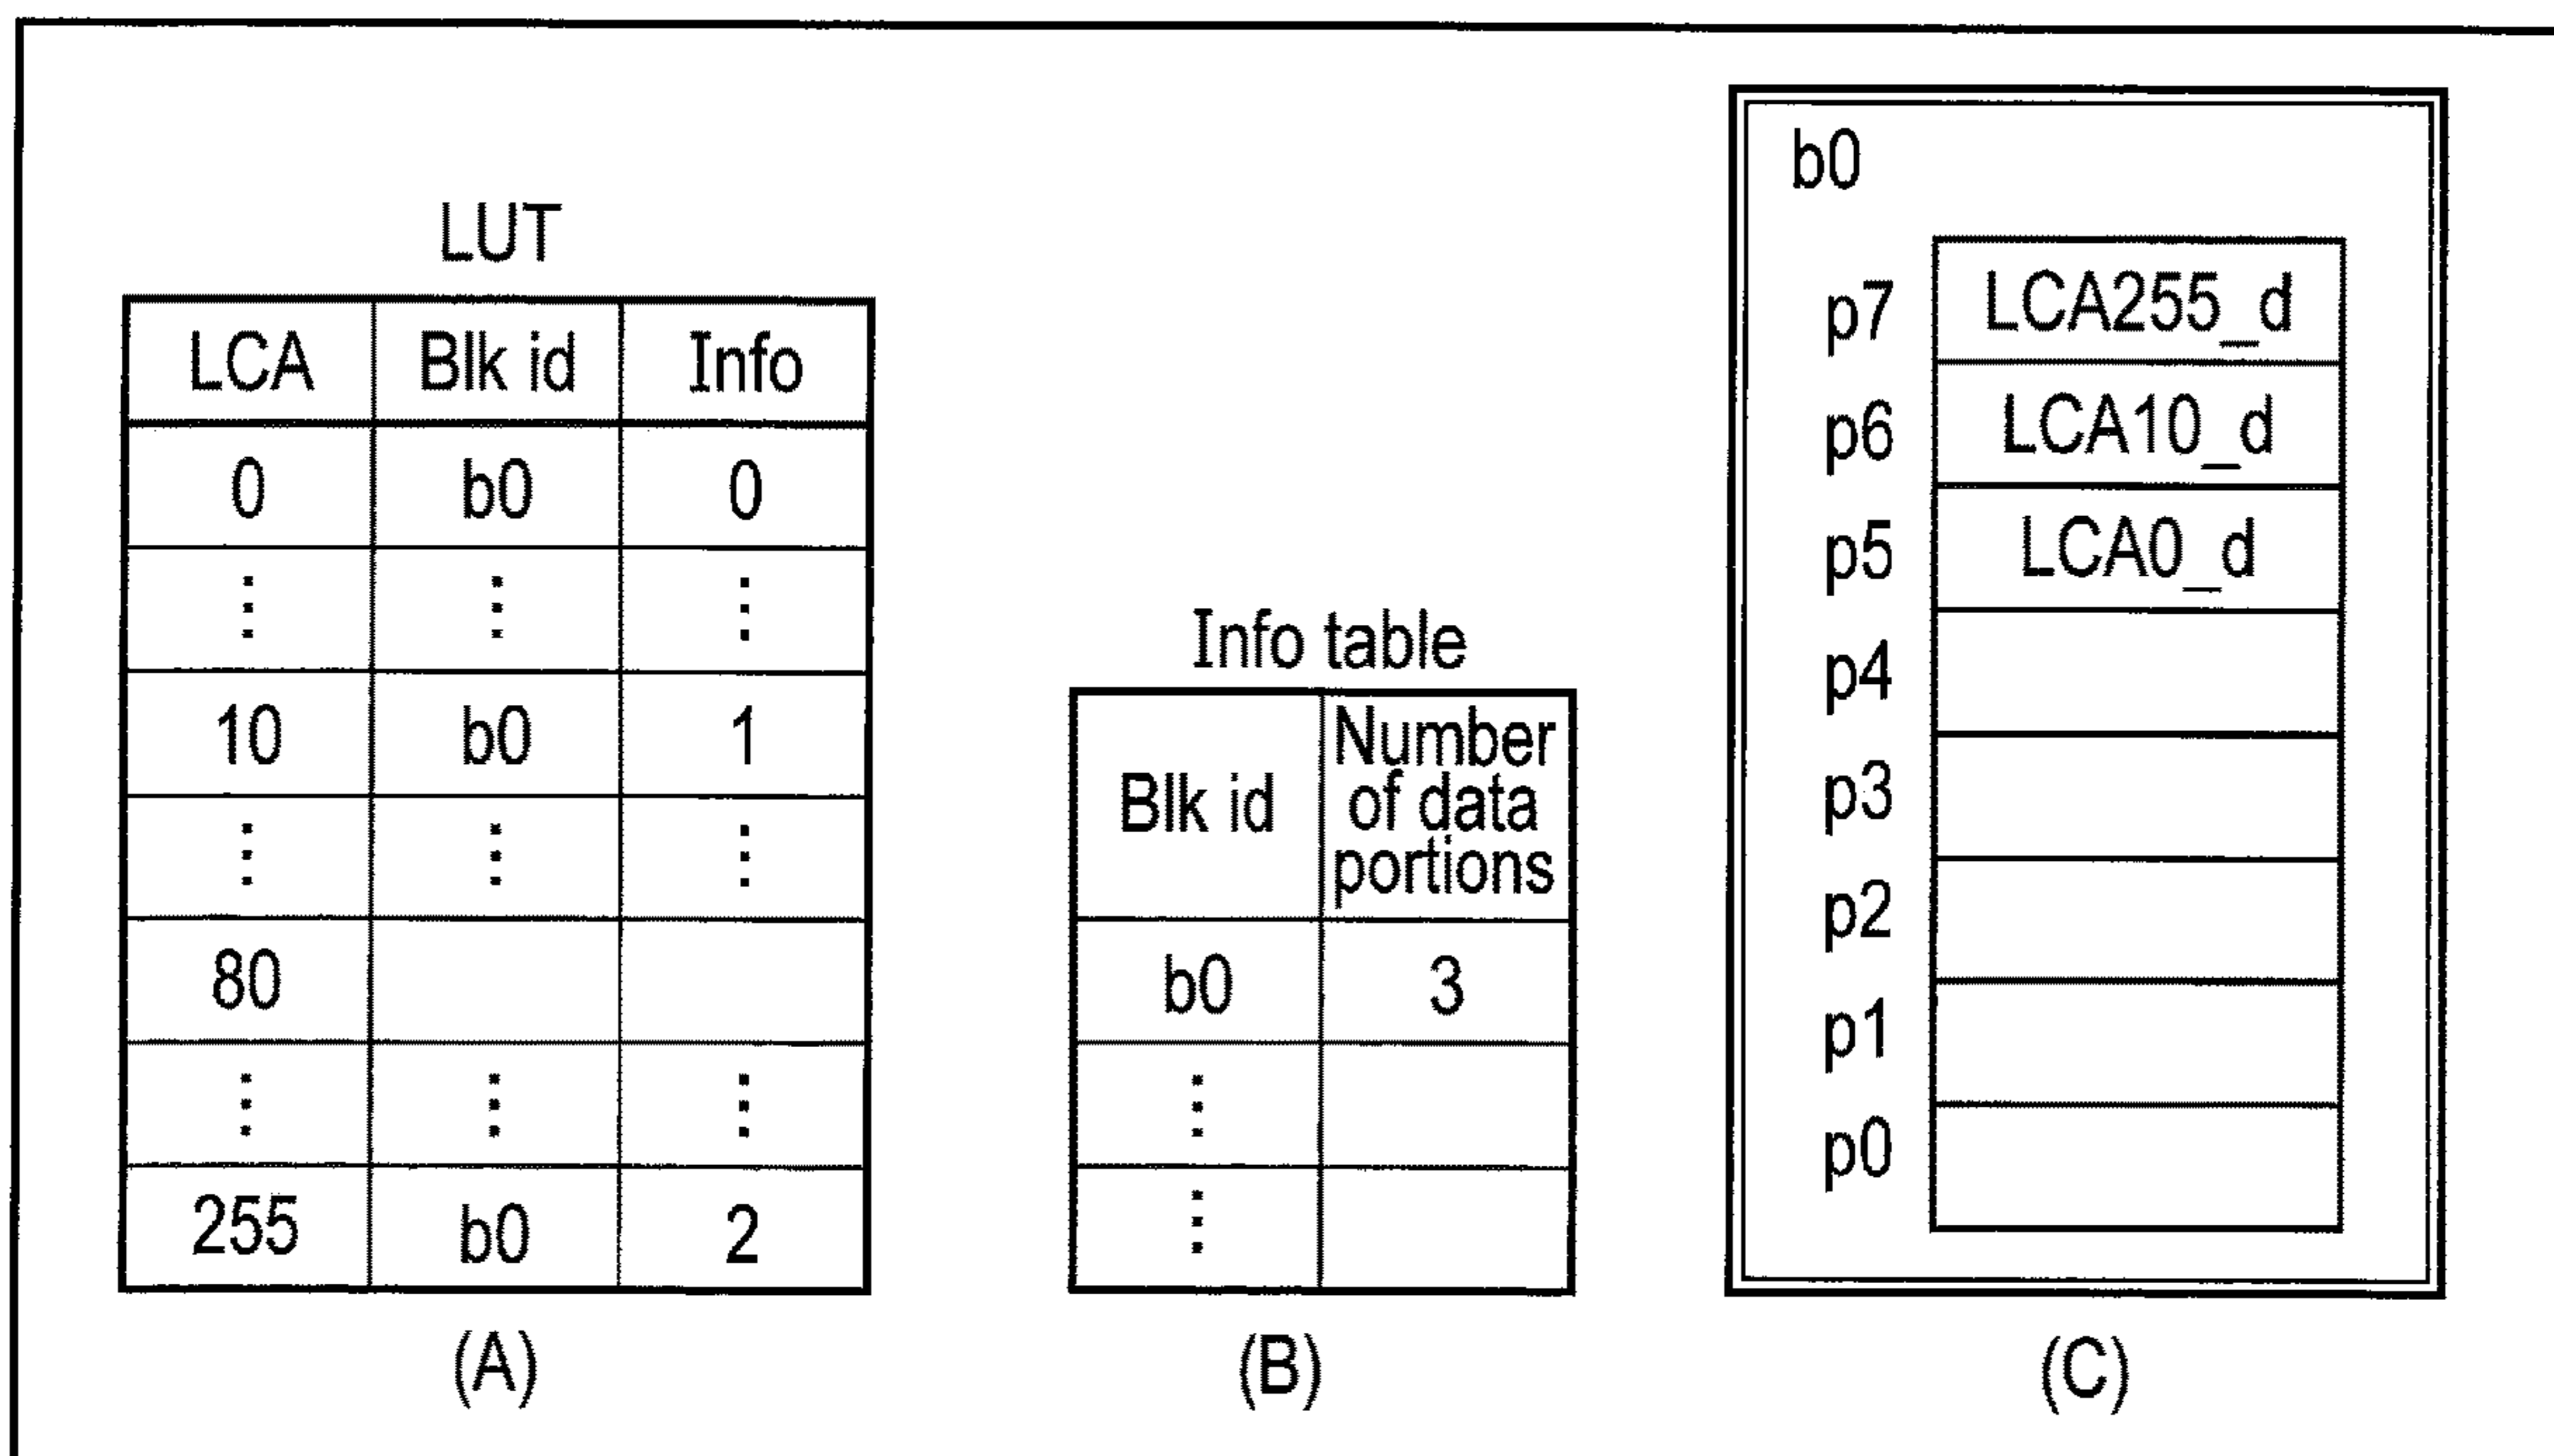 LUT
LCA Blk id Info
0 b0 0
⋮ ⋮ ⋮
10 b0 1
⋮ ⋮ ⋮
80
⋮ ⋮ ⋮
255 b0 2
(A)
Info table
Blk id Number of data portions
b0 3
⋮
⋮
(B)
b0
p7 LCA255_d
p6 LCA10_d
p5 LCA0_d
p4
p3
p2
p1
p0
(C)